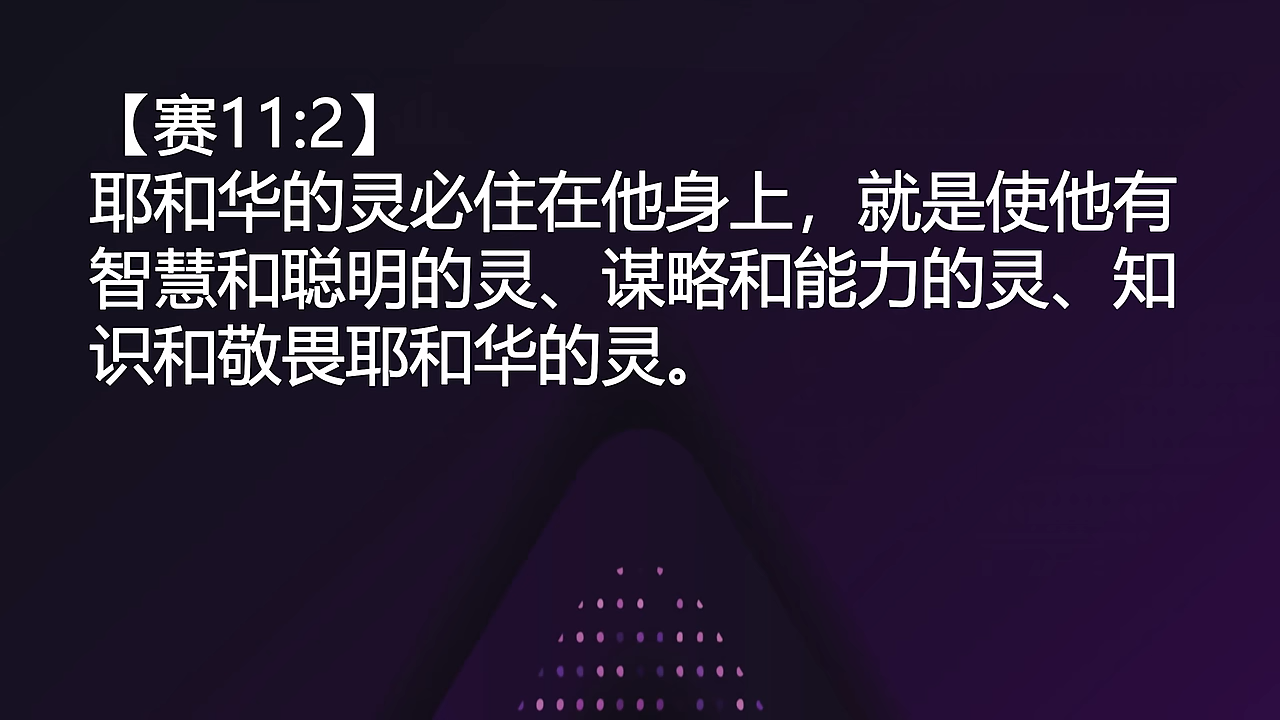 【赛11:2】
耶和华的灵必住在他身上，就是使他有
智慧和聪明的灵、谋略和能力的灵、知
识和敬畏耶和华的灵。